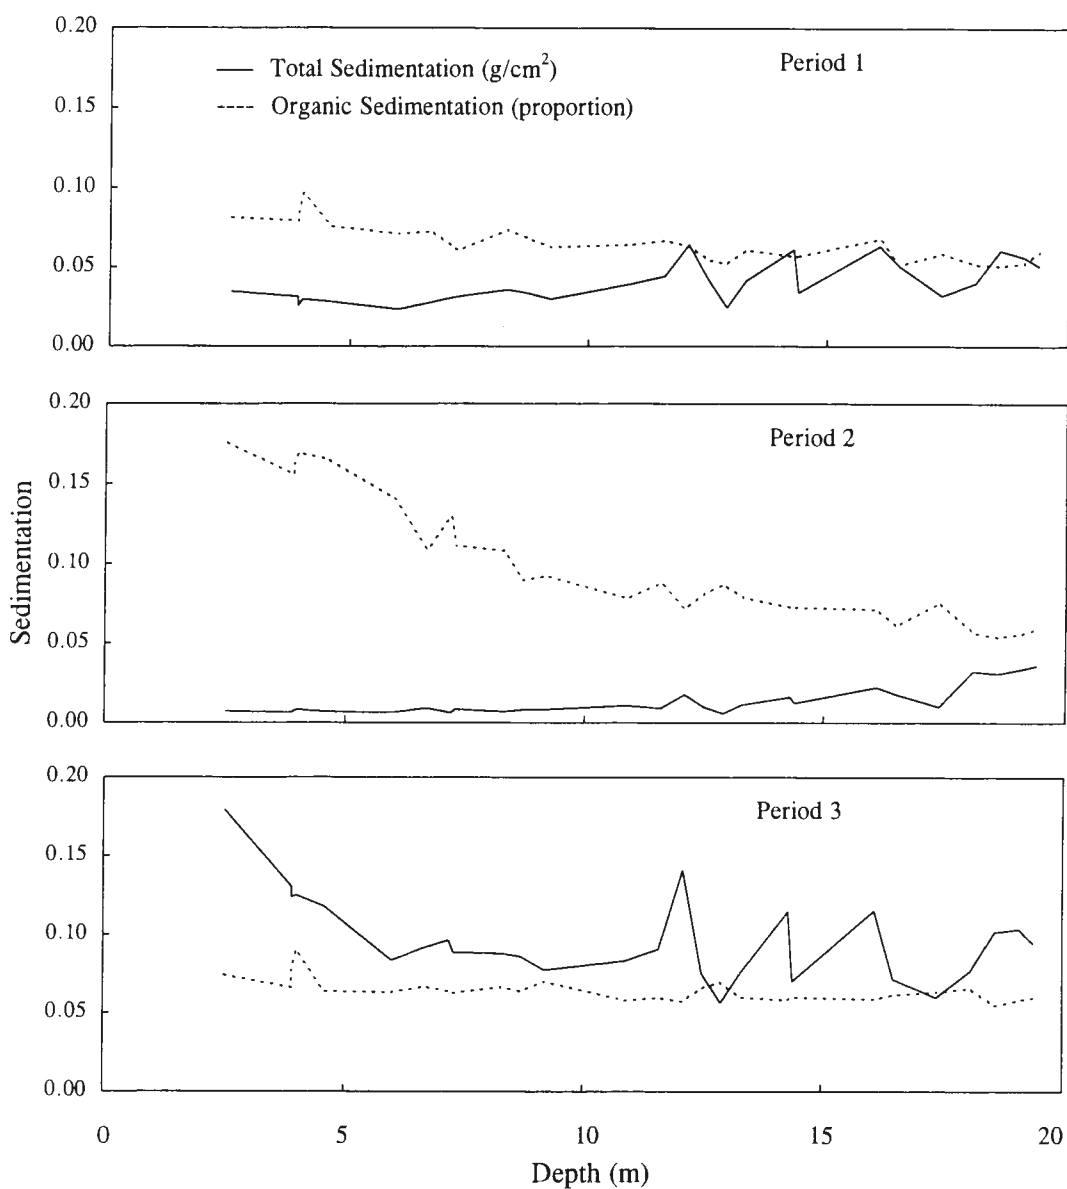 0.20
Period 1
— Total Sedimentation (g/cm²)
---- Organic Sedimentation (proportion)
0.15
0.10
0.05
0.00
0.20
Period 2
0.15
0.10
0.05
0.00
Sedimentation
0.20
Period 3
0.15
0.10
0.05
0.00
0 5 10 15 20
Depth (m)